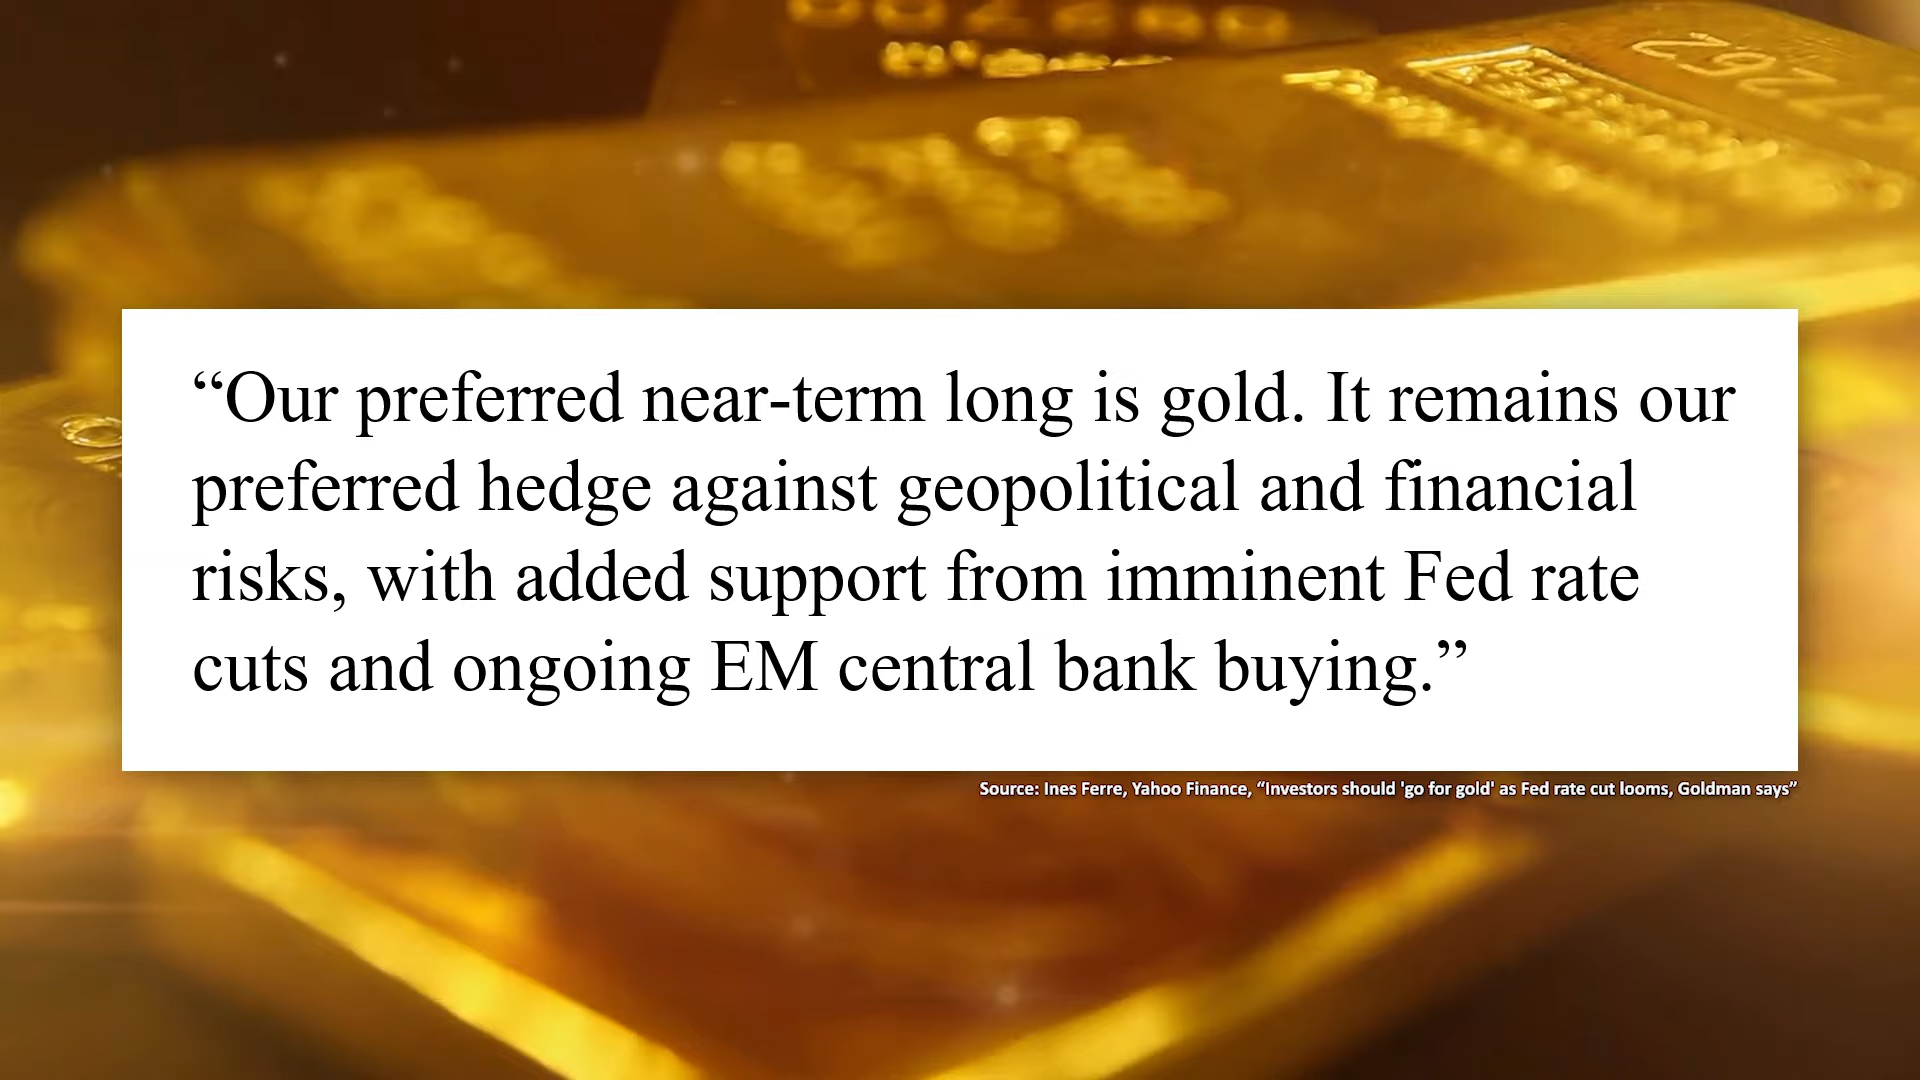 “Our preferred near-term long is gold. It remains our
preferred hedge against geopolitical and financial
risks, with added support from imminent Fed rate
cuts and ongoing EM central bank buying.”
Source: Ines Ferre, Yahoo Finance, “Investors should 'go for gold' as Fed rate cut looms, Goldman says”